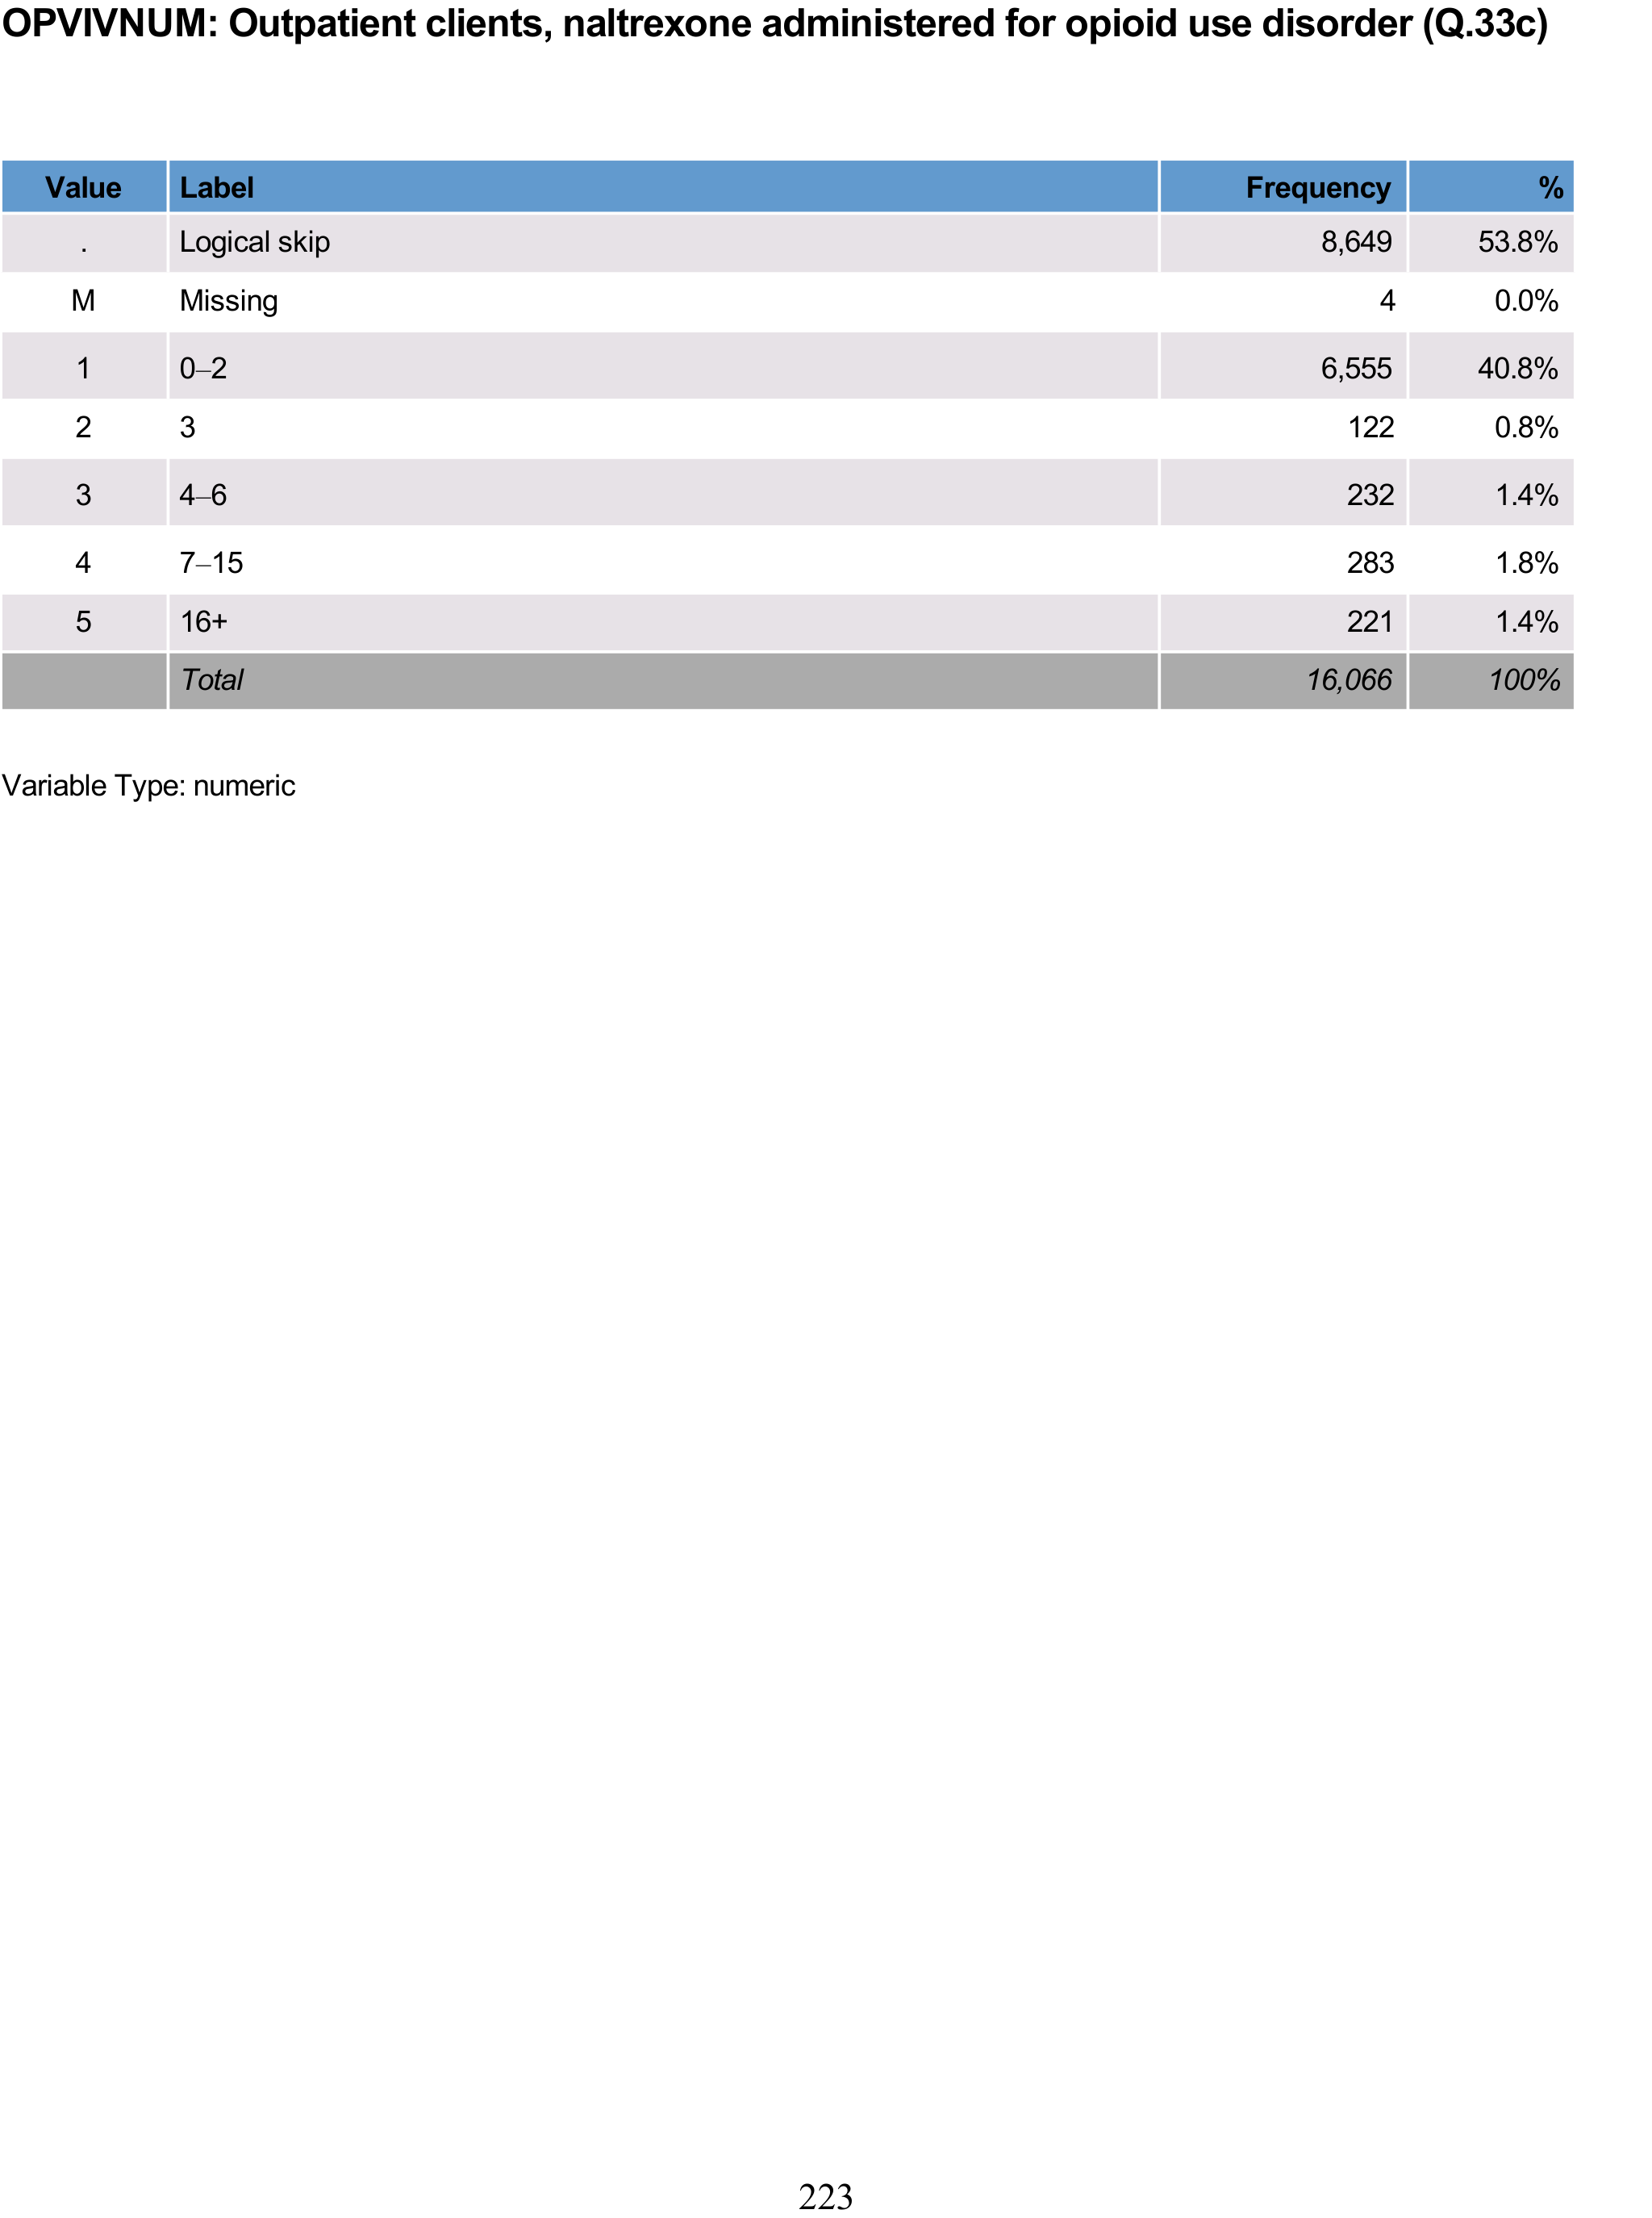 OPVIVNUM: Outpatient clients, naltrexone administered for opioid use disorder (Q.33c)
Value Label Frequency %
. Logical skip 8,649 53.8%
M Missing 4 0.0%
1 0–2 6,555 40.8%
2 3 122 0.8%
3 4–6 232 1.4%
4 7–15 283 1.8%
5 16+ 221 1.4%
Total 16,066 100%
Variable Type: numeric
223